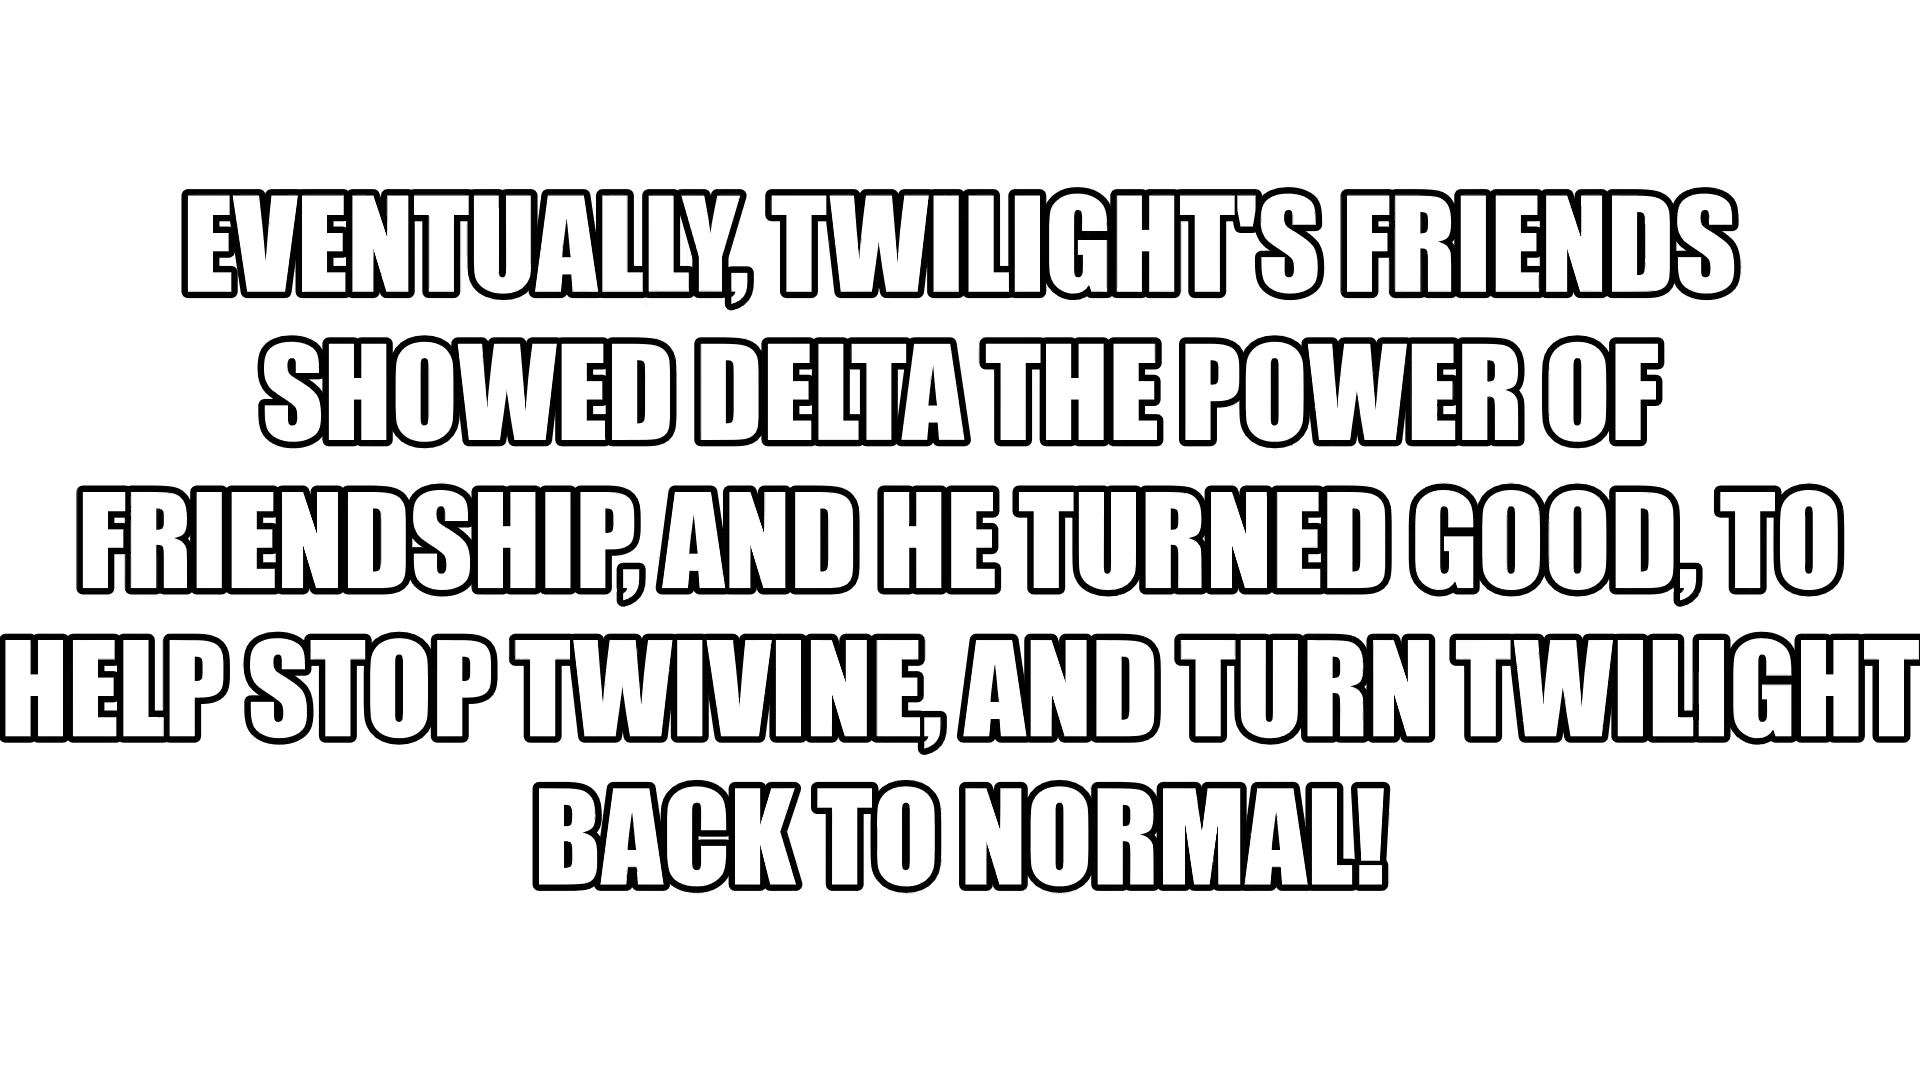 EVENTUALLY, TWILIGHT'S FRIENDS
SHOWED DELTA THE POWER OF
FRIENDSHIP, AND HE TURNED GOOD, TO
HELP STOP TWIVINE, AND TURN TWILIGHT
BACK TO NORMAL!